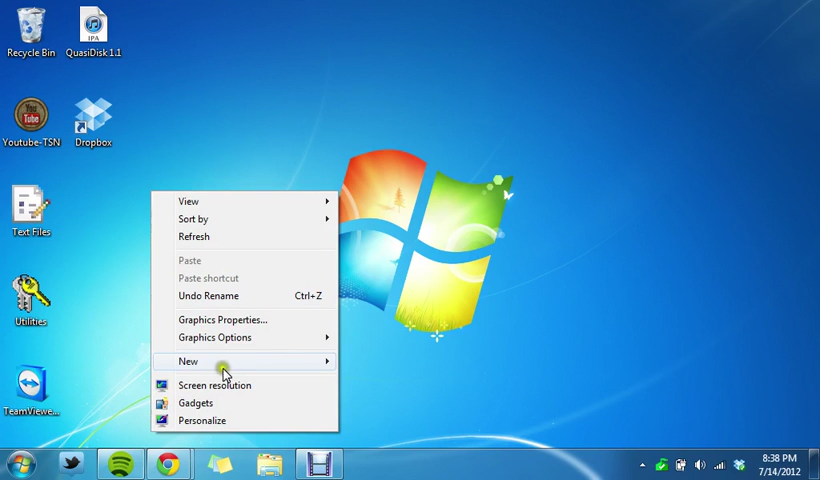 Recycle Bin
QuasiDisk 1.1
IPA
You
Tube
Youtube-TSN
Dropbox
Text Files
Utilities
TeamViewe...
View
Sort by
Refresh
Paste
Paste shortcut
Undo Rename Ctrl+Z
Graphics Properties...
Graphics Options
New
Screen resolution
Gadgets
Personalize
8:38 PM
7/14/2012